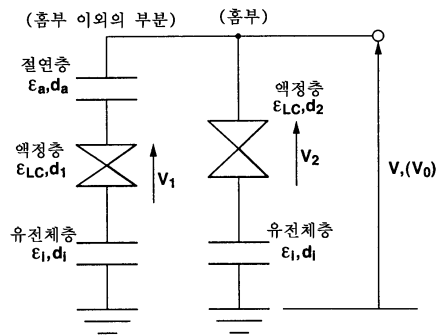 (홈부 이외의 부분)
(홈부)
절연층
εa,da
액정층
εLC,d1
V1
유전체층
εi,di
액정층
εLC,d2
V2
유전체층
εi,di
V,(V0)